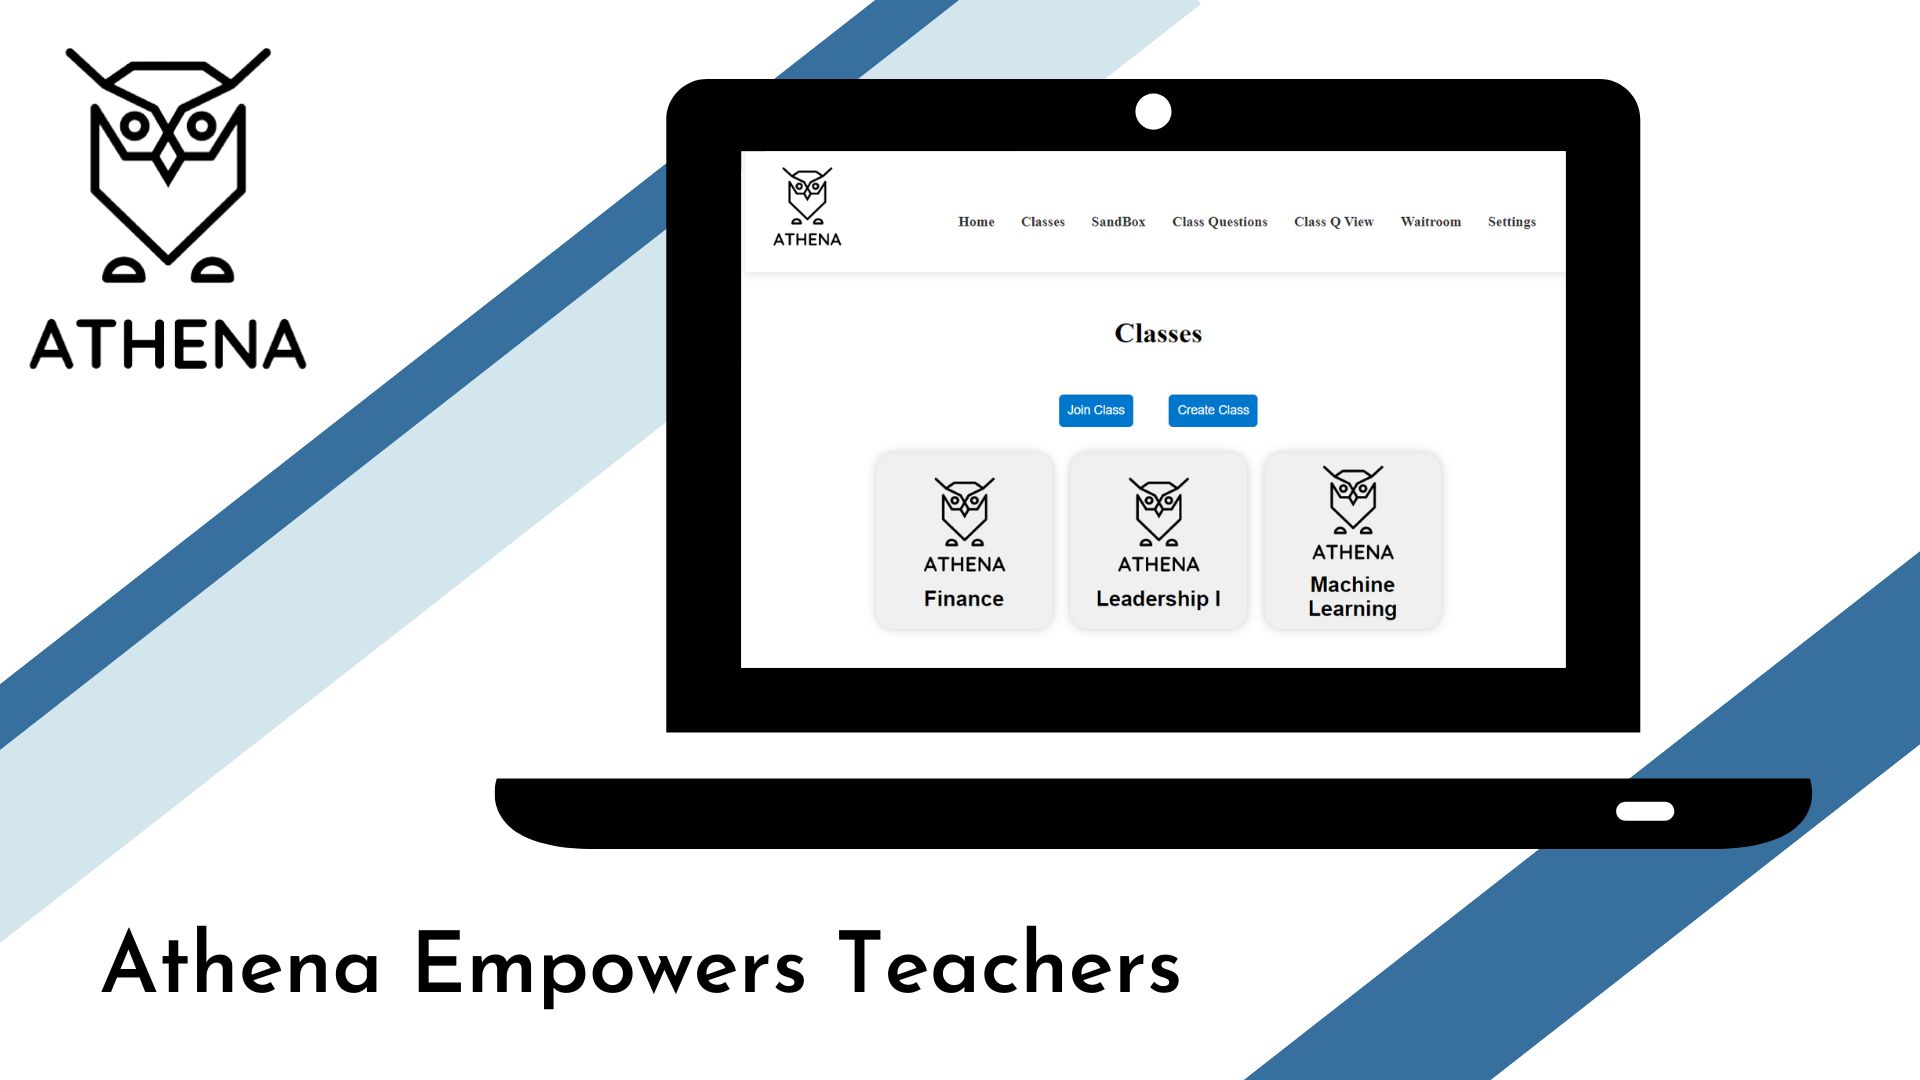 ATHENA
ATHENA
Home Classes SandBox Class Questions Class Q View Waitroom Settings
Classes
Join Class Create Class
ATHENA
Finance
ATHENA
Leadership I
ATHENA
Machine
Learning
Athena Empowers Teachers